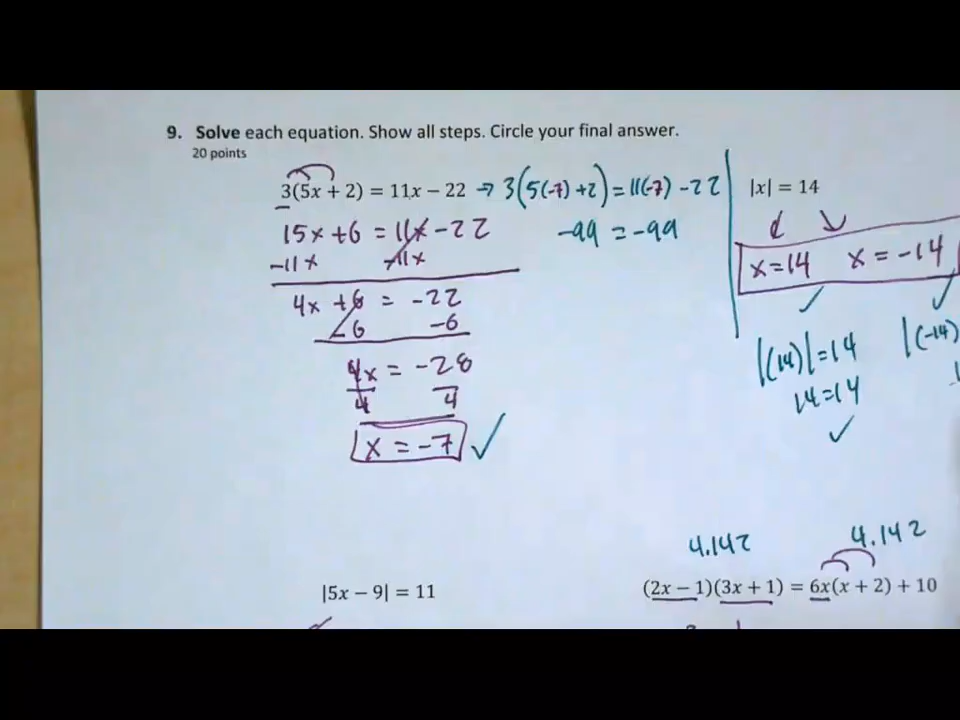 9. Solve each equation. Show all steps. Circle your final answer.
20 points
3(5x + 2) = 11x − 22 → 3(5(-7) + 2) = 11(-7) - 22
15x + 6 = 11x - 22
-99 = -99
-11x -11x
4x + 6 = -22
-6 -6
4x = -28
4 4
x = -7 ✓
|x| = 14
x = 14 x = -14
✓ ✓
|(14)| = 14 |(-14)
14 = 14
✓
|5x − 9| = 11
4.142 4.142
(2x − 1)(3x + 1) = 6x(x + 2) + 10